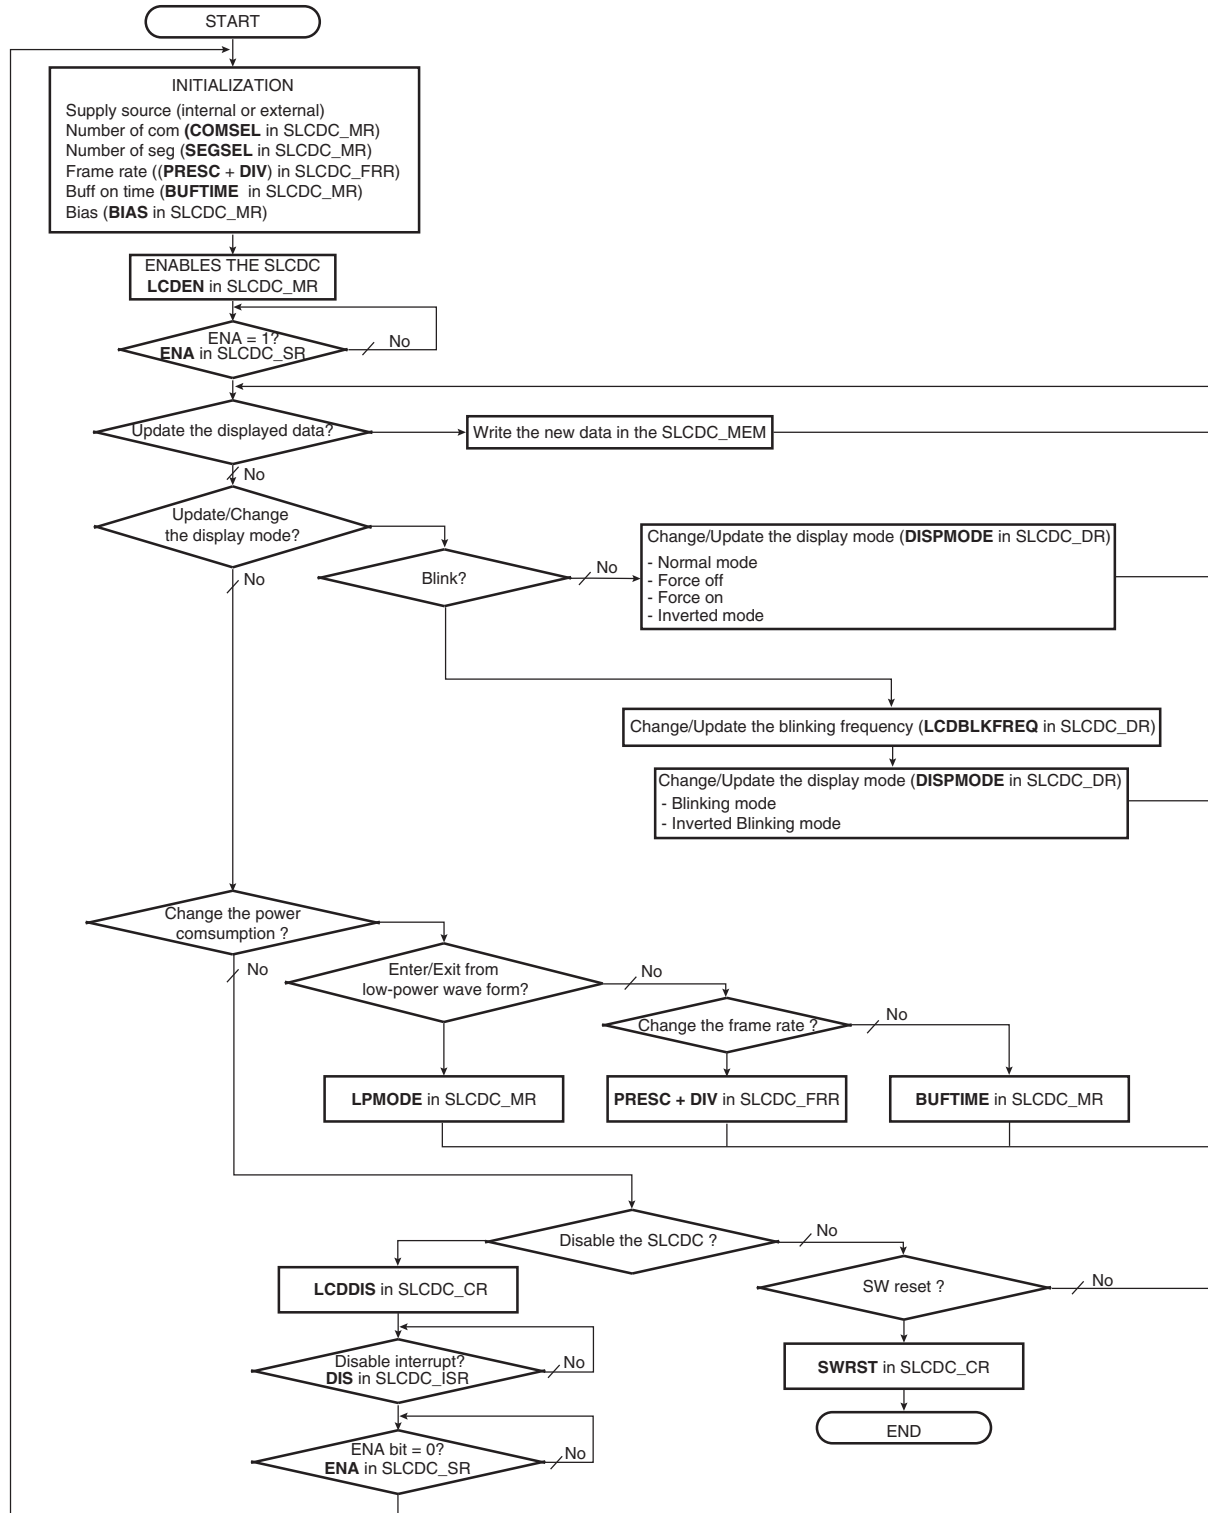 START
INITIALIZATION
Supply source (internal or external)
Number of com (COMSEL in SLCDC_MR)
Number of seg (SEGSEL in SLCDC_MR)
Frame rate ((PRESC + DIV) in SLCDC_FRR)
Buff on time (BUFTIME in SLCDC_MR)
Bias (BIAS in SLCDC_MR)
ENABLES THE SLCDC
LCDEN in SLCDC_MR
ENA = 1?
ENA in SLCDC_SR
No
Update the displayed data?
Write the new data in the SLCDC_MEM
No
Update/Change
the display mode?
No
Blink?
No
Change/Update the display mode (DISPMODE in SLCDC_DR)
- Normal mode
- Force off
- Force on
- Inverted mode
Change/Update the blinking frequency (LCDBLKFREQ in SLCDC_DR)
Change/Update the display mode (DISPMODE in SLCDC_DR)
- Blinking mode
- Inverted Blinking mode
Change the power
comsumption ?
No
Enter/Exit from
low-power wave form?
No
Change the frame rate ?
No
LPMODE in SLCDC_MR
PRESC + DIV in SLCDC_FRR
BUFTIME in SLCDC_MR
Disable the SLCDC ?
No
LCDDIS in SLCDC_CR
SW reset ?
No
Disable interrupt?
DIS in SLCDC_ISR
No
SWRST in SLCDC_CR
END
ENA bit = 0?
ENA in SLCDC_SR
No